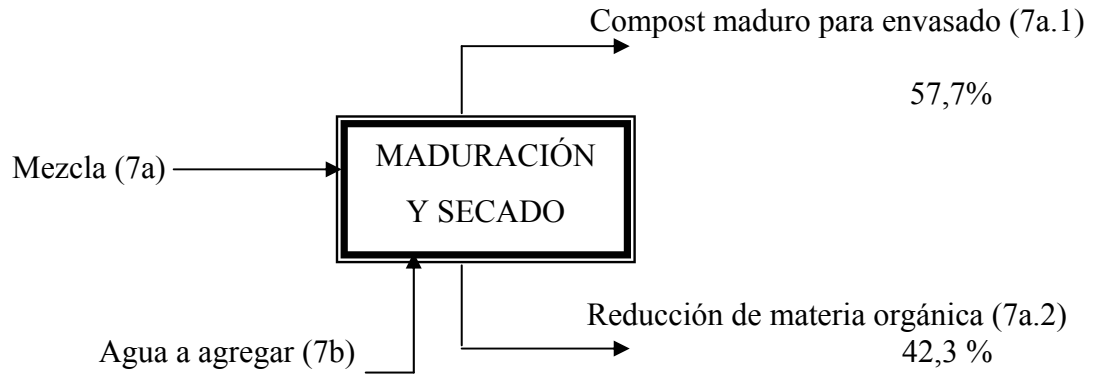 Compost maduro para envasado (7a.1)
57,7%
MADURACIÓN
Mezcla (7a)
Y SECADO
Reducción de materia orgánica (7a.2)
42,3 %
Agua a agregar (7b)